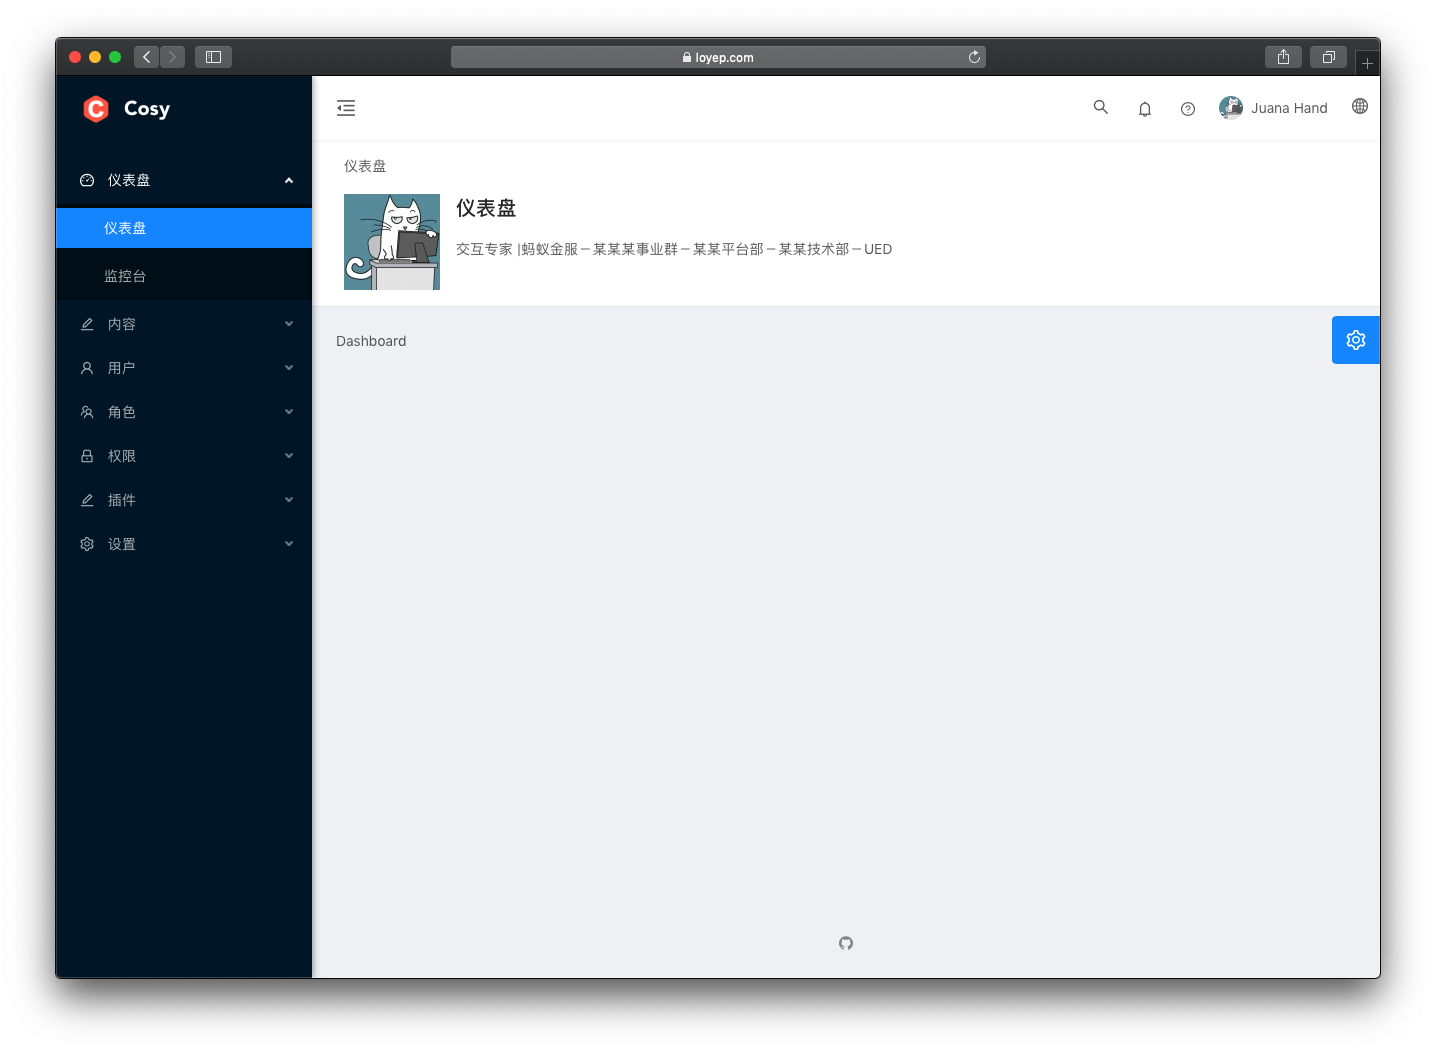 loyep.com
Cosy
Juana Hand
仪表盘
仪表盘
监控台
内容
用户
角色
权限
插件
设置
仪表盘
仪表盘
交互专家 |蚂蚁金服－某某某事业群－某某平台部－某某技术部－UED
Dashboard